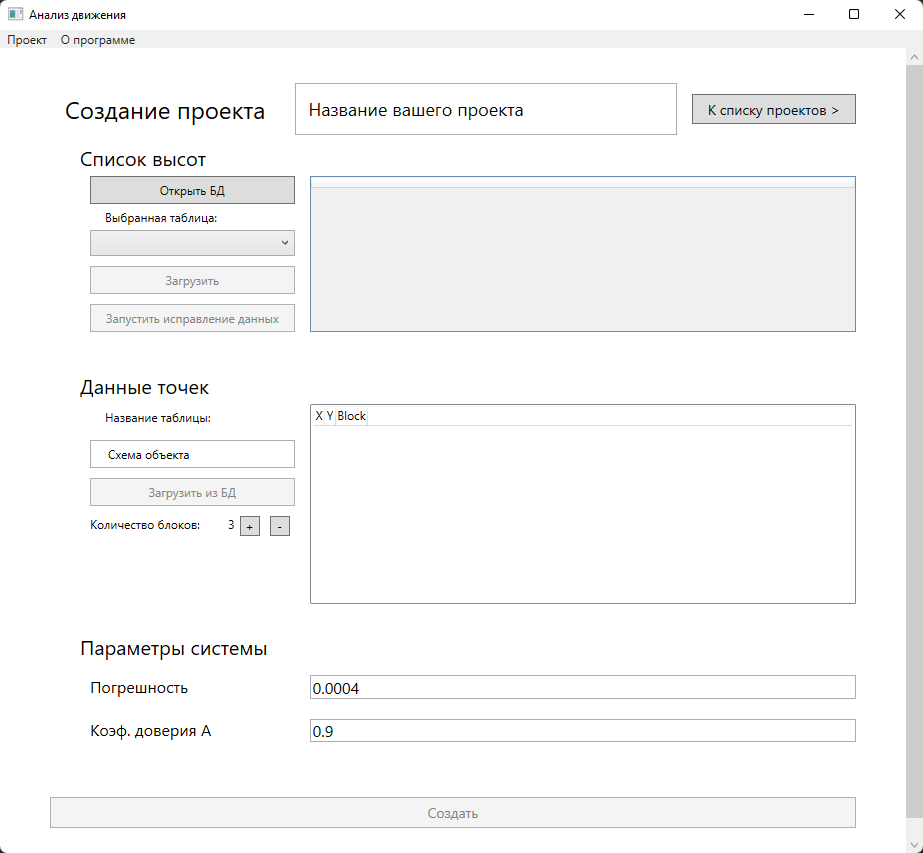 Анализ движения
Проект О программе
Создание проекта
Название вашего проекта
К списку проектов >
Список высот
Открыть БД
Выбранная таблица:
Загрузить
Запустить исправление данных
Данные точек
Название таблицы:
X Y Block
Схема объекта
Загрузить из БД
Количество блоков: 3 + -
Параметры системы
Погрешность 0.0004
Коэф. доверия А 0.9
Создать